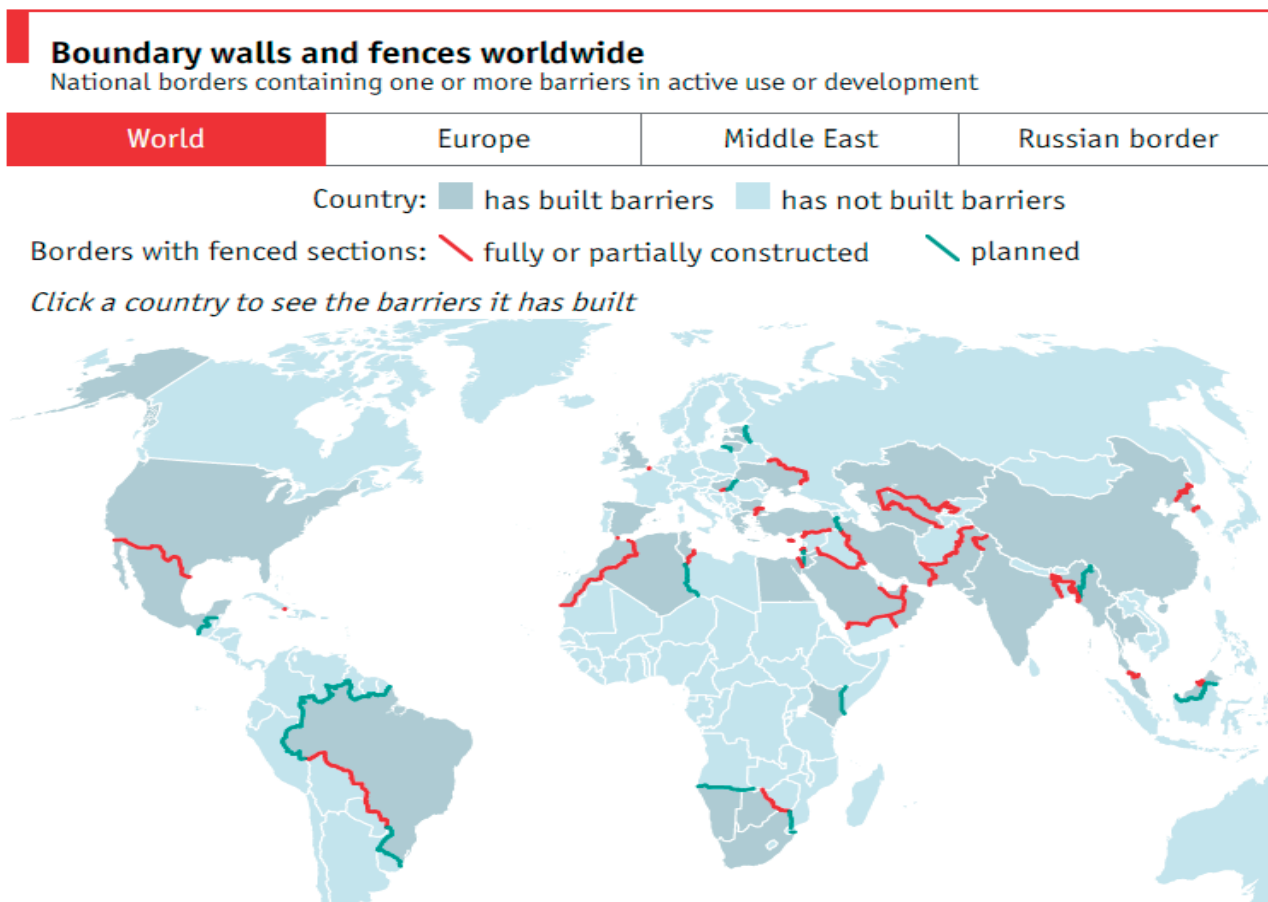 Boundary walls and fences worldwide
National borders containing one or more barriers in active use or development
World Europe Middle East Russian border
Country: has built barriers has not built barriers
Borders with fenced sections: fully or partially constructed planned
Click a country to see the barriers it has built